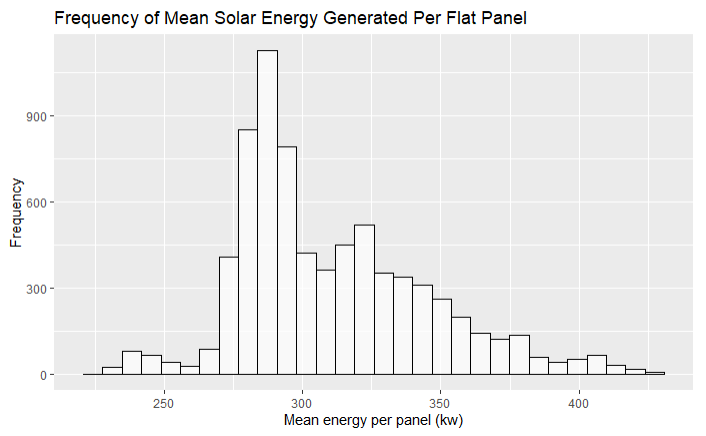 Frequency of Mean Solar Energy Generated Per Flat Panel
Frequency
900
600
300
0
250
300
350
400
Mean energy per panel (kw)